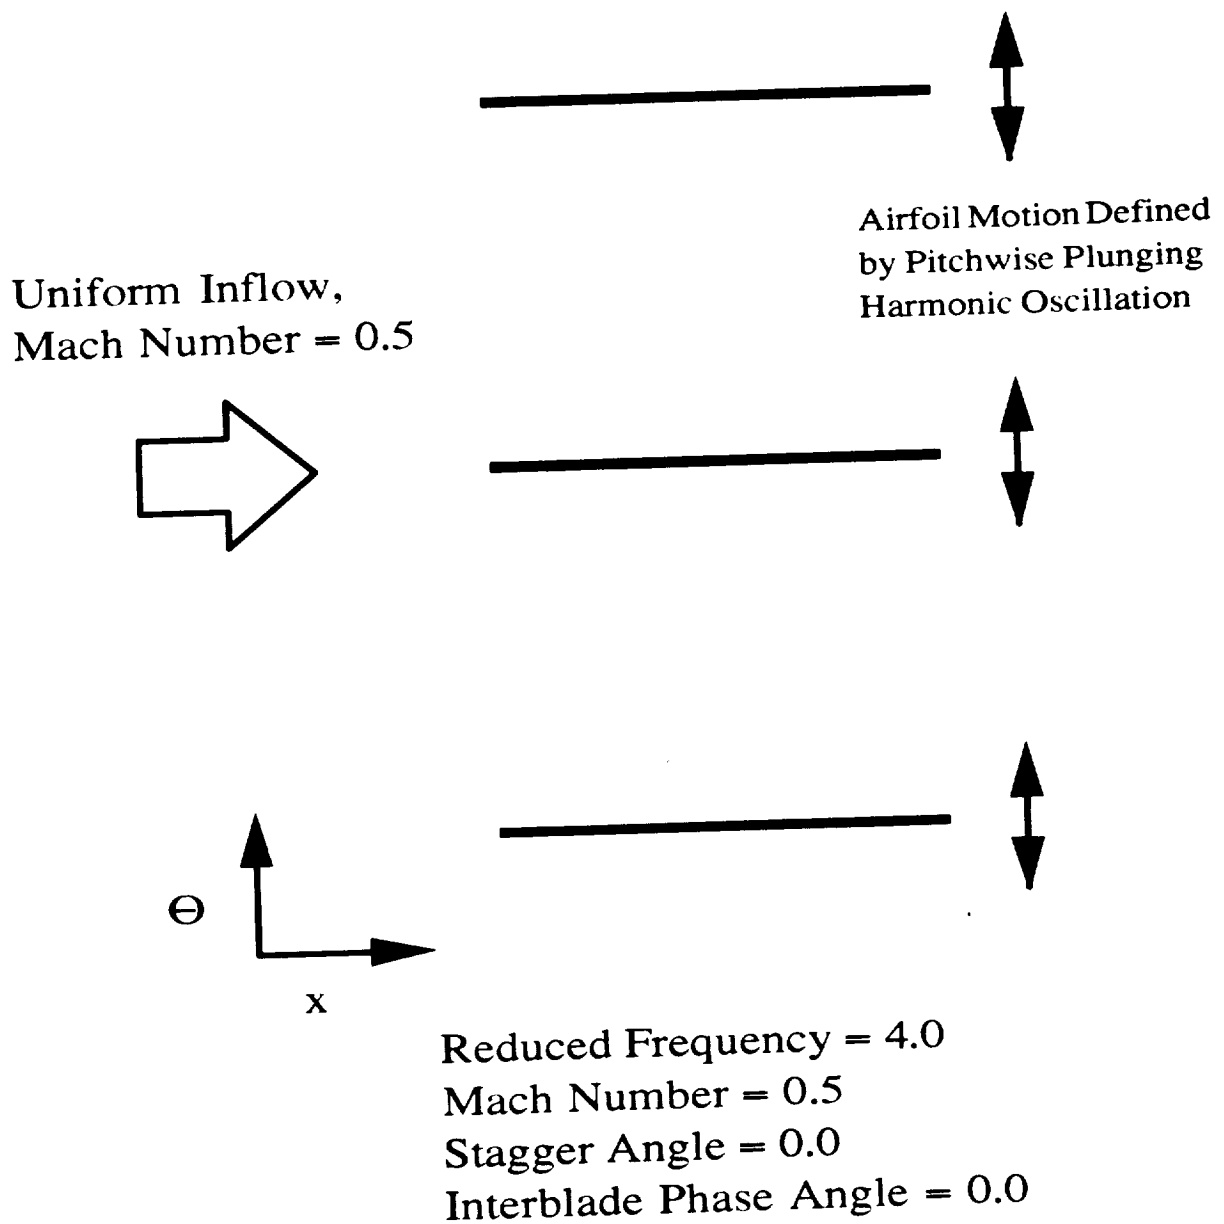 Airfoil Motion Defined
by Pitchwise Plunging
Harmonic Oscillation
Uniform Inflow,
Mach Number = 0.5
Θ
x
Reduced Frequency = 4.0
Mach Number = 0.5
Stagger Angle = 0.0
Interblade Phase Angle = 0.0